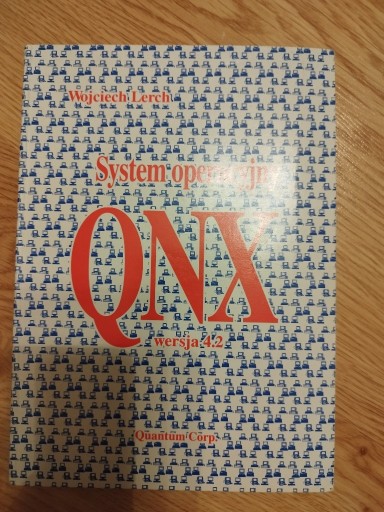 Wojciech Lerch
System operacyjny
QNX
wersja 4.2
Quantum Corp.